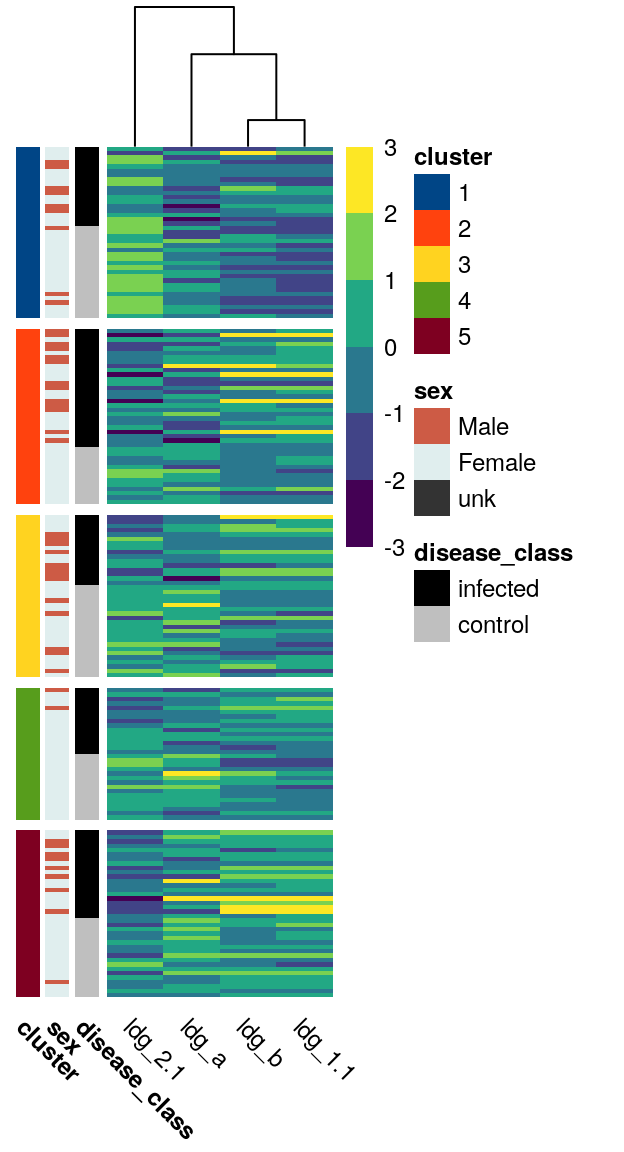 3
2
1
0
-1
-2
-3
cluster
1
2
3
4
5
sex
Male
Female
unk
disease_class
infected
control
cluster
sex
disease_class
ldg_2.1
ldg_a
ldg_b
ldg_1.1